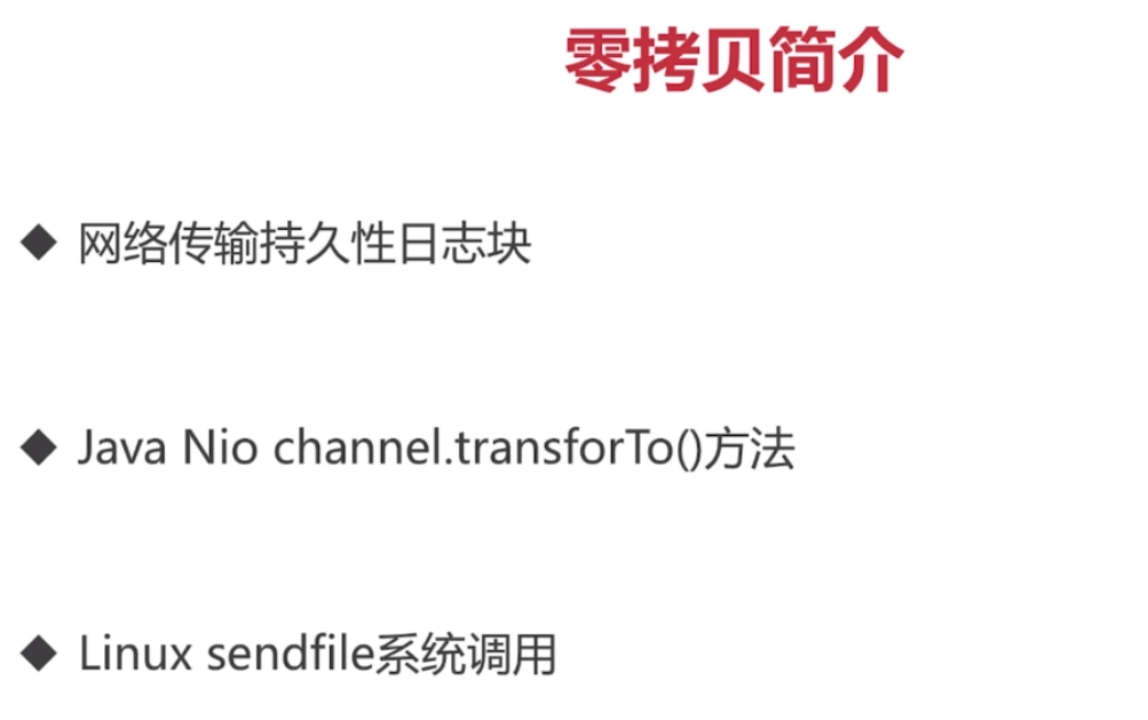 零拷贝简介
◆ 网络传输持久性日志块
◆ Java Nio channel.transforTo()方法
◆ Linux sendfile系统调用